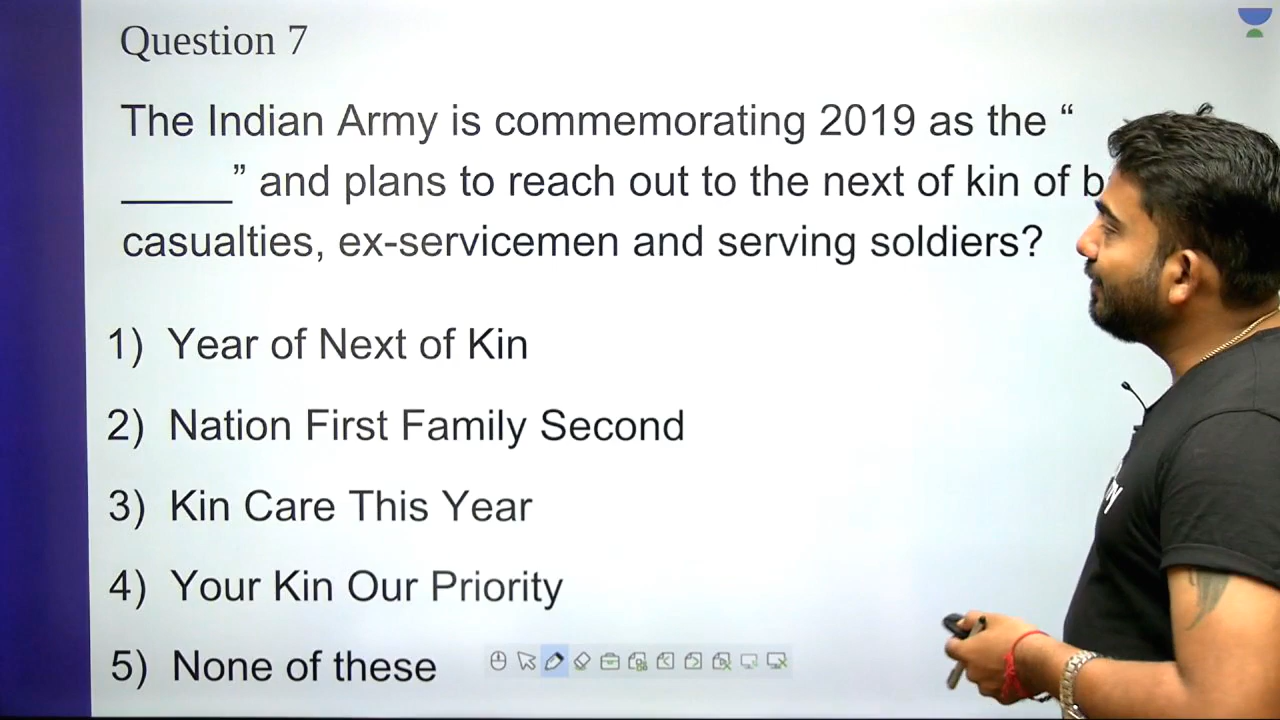 Question 7
The Indian Army is commemorating 2019 as the “
_____” and plans to reach out to the next of kin of
casualties, ex-servicemen and serving soldiers?
1) Year of Next of Kin
2) Nation First Family Second
3) Kin Care This Year
4) Your Kin Our Priority
5) None of these